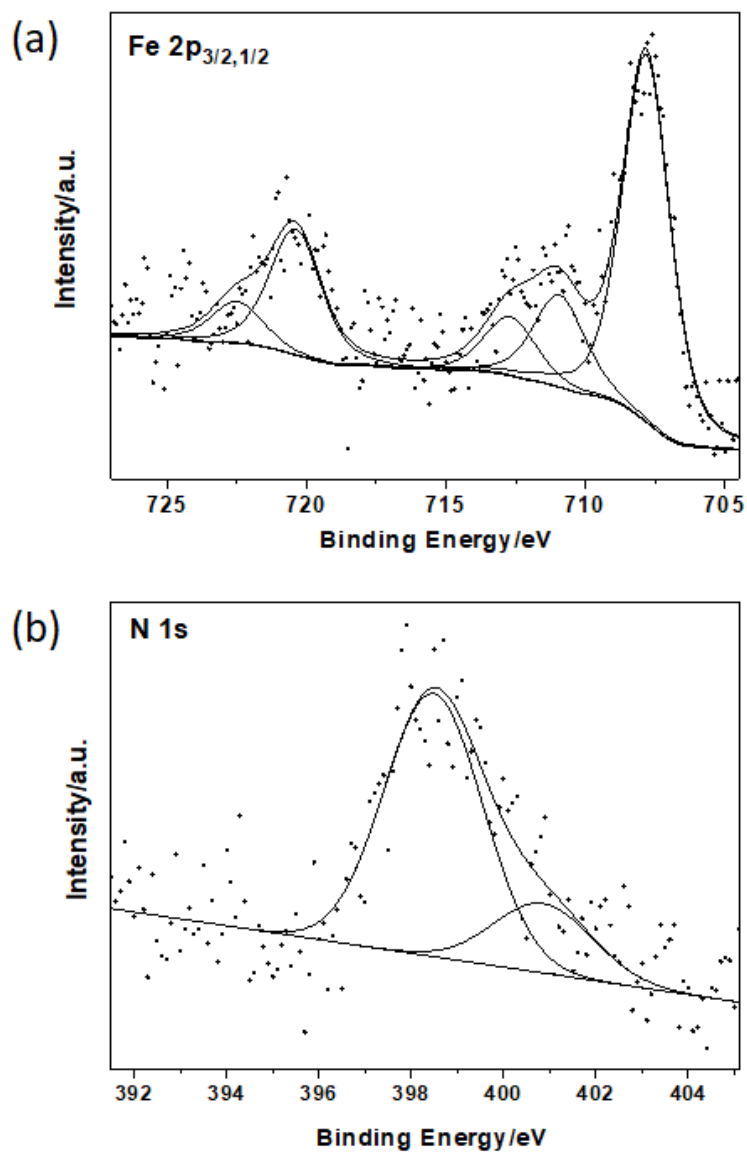 (a)
Fe 2p3/2,1/2
Intensity/a.u.
725 720 715 710 705
Binding Energy/eV
(b)
N 1s
Intensity/a.u.
392 394 396 398 400 402 404
Binding Energy/eV